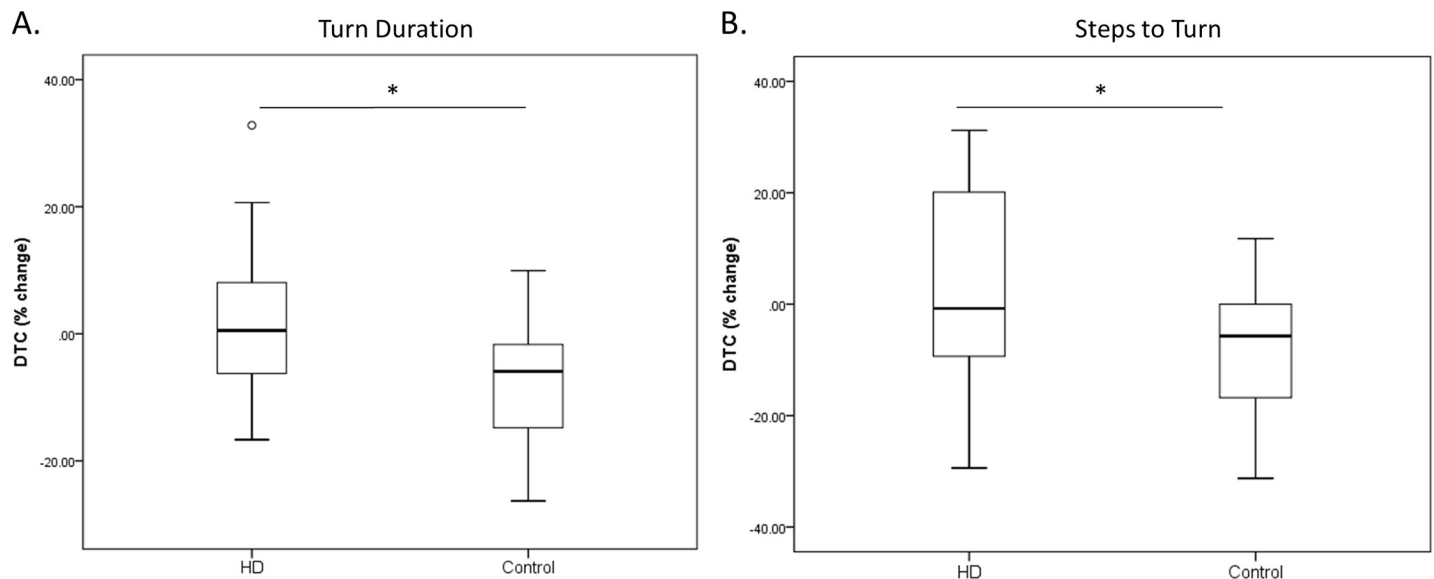 A.
Turn Duration
*
40.00
20.00
.00
-20.00
DTC (% change)
HD
Control
B.
Steps to Turn
*
40.00
20.00
.00
-20.00
-40.00
DTC (% change)
HD
Control